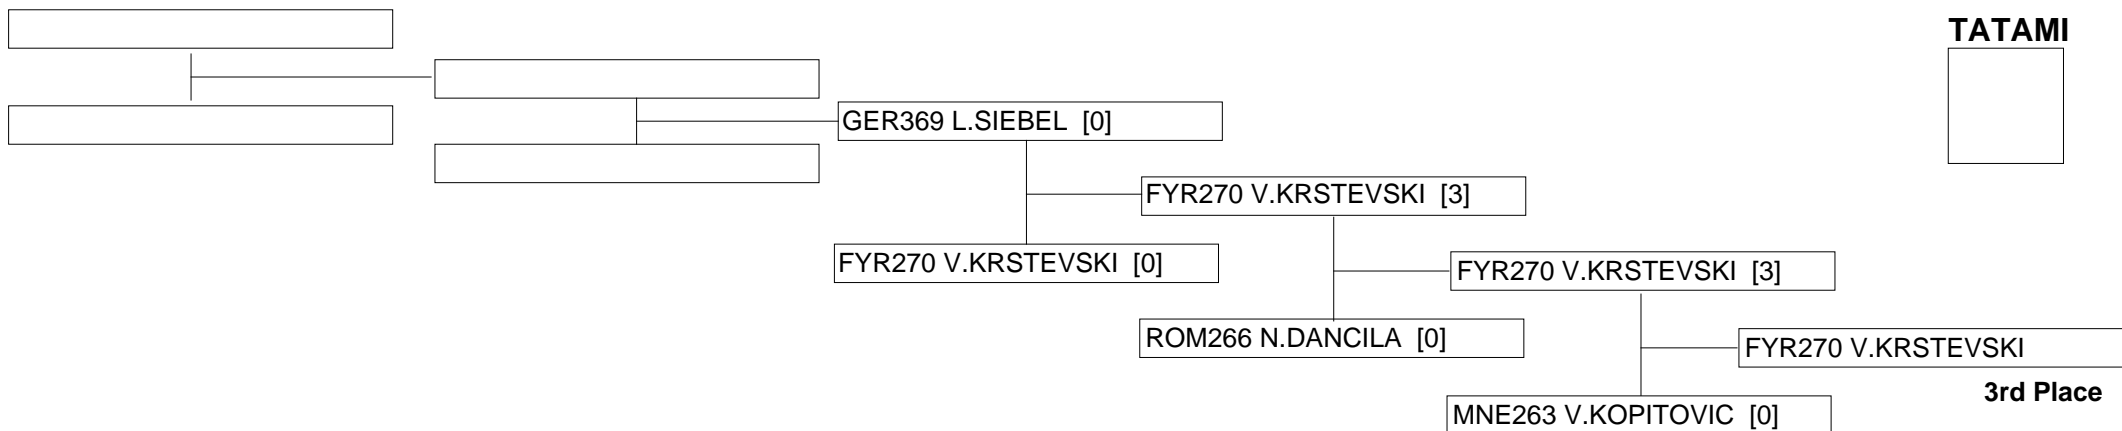 TATAMI
GER369 L.SIEBEL [0]
FYR270 V.KRSTEVSKI [3]
FYR270 V.KRSTEVSKI [0]
FYR270 V.KRSTEVSKI [3]
ROM266 N.DANCILA [0]
FYR270 V.KRSTEVSKI
3rd Place
MNE263 V.KOPITOVIC [0]